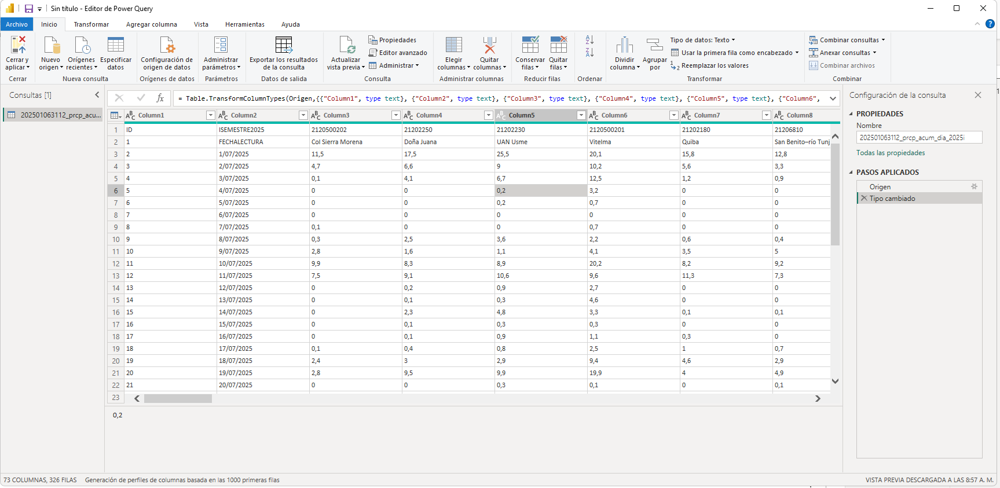 Sin título - Editor de Power Query
Archivo Inicio Transformar Agregar columna Vista Herramientas Ayuda
Cerrar y aplicar
Cerrar
Nuevo origen
Orígenes recientes
Especificar datos
Nueva consulta
Configuración de origen de datos
Orígenes de datos
Administrar parámetros
Parámetros
Exportar los resultados de la consulta
Datos de salida
Actualizar vista previa
Propiedades
Editor avanzado
Administrar
Consulta
Elegir columnas
Quitar columnas
Administrar columnas
Conservar filas
Quitar filas
Reducir filas
Ordenar
Dividir columna
Agrupar por
Tipo de datos: Texto
Usar la primera fila como encabezado
Reemplazar los valores
Transformar
Combinar consultas
Anexar consultas
Combinar archivos
Combinar
Consultas [1]
202501063112_prcp_acu...
fx = Table.TransformColumnTypes(Origen,{{"Column1", type text}, {"Column2", type text}, {"Column3", type text}, {"Column4", type text}, {"Column5", type text}, {"Column6",
Column1 Column2 Column3 Column4 Column5 Column6 Column7 Column8
1 ID ISEMESTRE2025 2120500202 21202250 21202230 2120500201 21202180 21206810
2 1 FECHALECTURA Col Sierra Morena Doña Juana UAN Usme Vitelma Quiba San Benito–río Tunj
3 2 1/07/2025 11,5 17,5 25,5 20,1 15,8 12,8
4 3 2/07/2025 4,7 6,6 9 10,2 5,6 3,3
5 4 3/07/2025 0,1 4,1 6,7 12,5 1,2 0,9
6 5 4/07/2025 0 0 0,2 3,2 0 0
7 6 5/07/2025 0 0 0,2 0,7 0 0
8 7 6/07/2025 0 0 0 0 0 0
9 8 7/07/2025 0,1 0 0 0,7 0 0
10 9 8/07/2025 0,3 2,5 3,6 2,2 0,6 0,4
11 10 9/07/2025 2,8 1,6 1,1 4,1 3,5 5
12 11 10/07/2025 9,9 8,3 8,9 20,2 8,2 9,2
13 12 11/07/2025 7,5 9,1 10,6 9,6 11,3 7,3
14 13 12/07/2025 0 0,2 0,9 2,7 0 0
15 14 13/07/2025 0 0,1 0,3 4,6 0 0
16 15 14/07/2025 0 2,3 4,8 3,3 0,1 0,1
17 16 15/07/2025 0 0,1 0,3 0,3 0 0
18 17 16/07/2025 0 0,1 0,9 1,1 0,3 0
19 18 17/07/2025 0,1 0,4 0,8 2,5 1 0,7
20 19 18/07/2025 2,4 3 2,9 9,4 4,6 2,9
21 20 19/07/2025 2,8 9,5 9,9 19,9 4 4,9
22 21 20/07/2025 0 0 0,3 0,1 0 0,1
23
0,2
Configuración de la consulta
PROPIEDADES
Nombre
202501063112_prcp_acum_dia_2025i
Todas las propiedades
PASOS APLICADOS
Origen
Tipo cambiado
73 COLUMNAS, 326 FILAS Generación de perfiles de columnas basada en las 1000 primeras filas
VISTA PREVIA DESCARGADA A LAS 8:57 A. M.